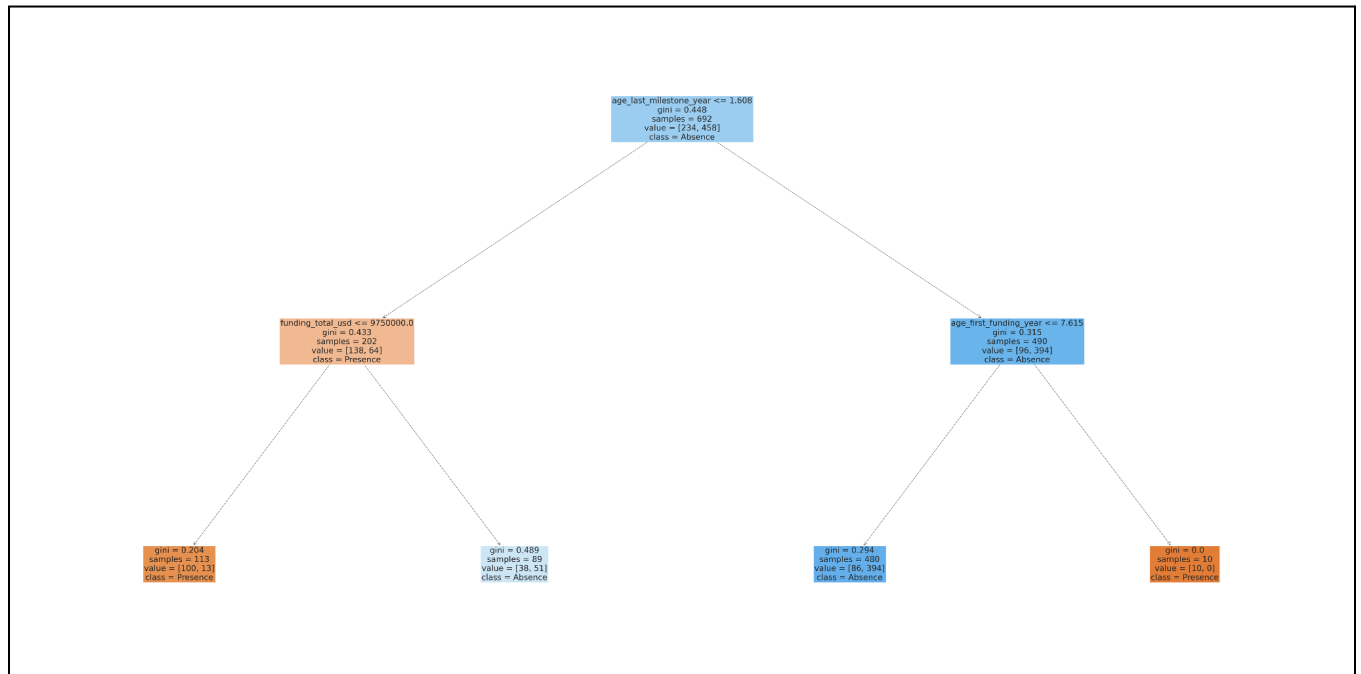 age_last_milestone_year <= 1.608
gini = 0.448
samples = 692
value = [234, 458]
class = Absence
funding_total_usd <= 9750000.0
gini = 0.433
samples = 202
value = [138, 64]
class = Presence
age_first_funding_year <= 7.615
gini = 0.315
samples = 490
value = [96, 394]
class = Absence
gini = 0.204
samples = 113
value = [100, 13]
class = Presence
gini = 0.489
samples = 89
value = [38, 51]
class = Absence
gini = 0.294
samples = 480
value = [86, 394]
class = Absence
gini = 0.0
samples = 10
value = [10, 0]
class = Presence